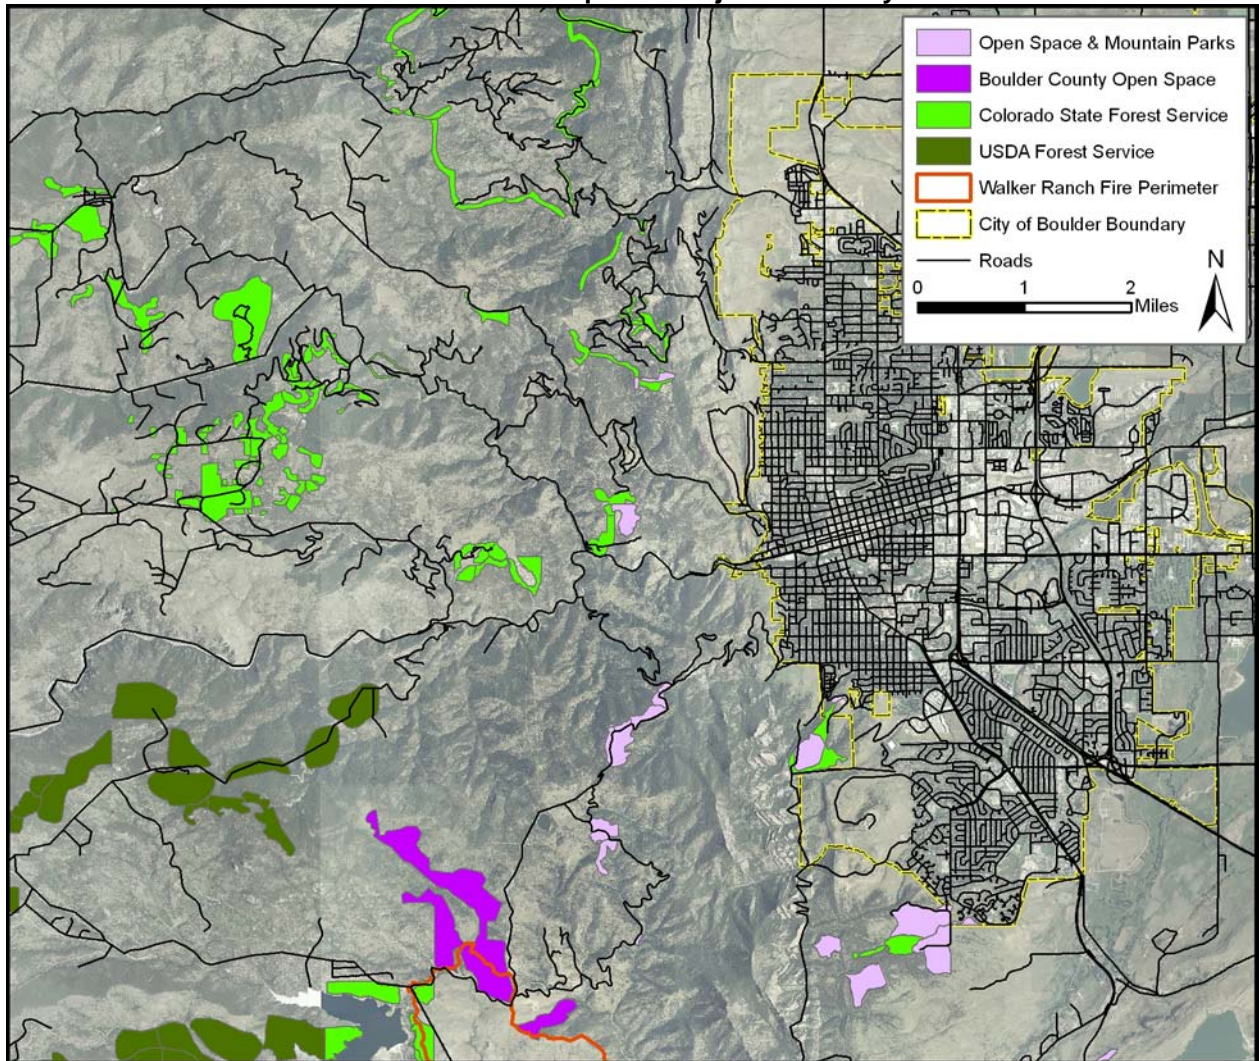 Open Space & Mountain Parks
Boulder County Open Space
Colorado State Forest Service
USDA Forest Service
Walker Ranch Fire Perimeter
City of Boulder Boundary
Roads
N
0 1 2
Miles